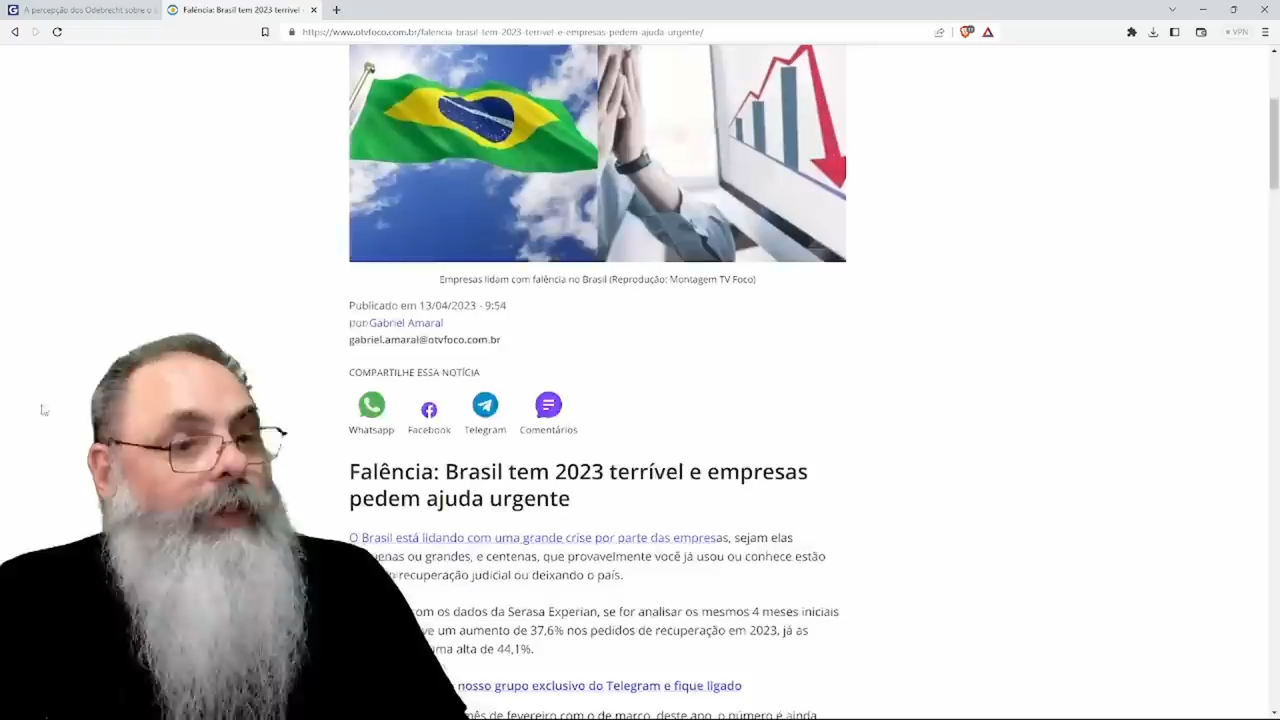 A percepção dos Odebrecht sobre o
Falência: Brasil tem 2023 terrível
https://www.otvfoco.com.br/falencia-brasil-tem-2023-terrivel-e-empresas-pedem-ajuda-urgente/
VPN
Empresas lidam com falência no Brasil (Reprodução: Montagem TV Foco)
Publicado em 13/04/2023 - 9:54
por Gabriel Amaral
gabriel.amaral@otvfoco.com.br
COMPARTILHE ESSA NOTÍCIA
Whatsapp Facebook Telegram Comentários
Falência: Brasil tem 2023 terrível e empresas
pedem ajuda urgente
O Brasil está lidando com uma grande crise por parte das empresas, sejam elas
ou grandes, e centenas, que provavelmente você já usou ou conhece estão
recuperação judicial ou deixando o país.
com os dados da Serasa Experian, se for analisar os mesmos 4 meses iniciais
um aumento de 37,6% nos pedidos de recuperação em 2023, já as
uma alta de 44,1%.
nosso grupo exclusivo do Telegram e fique ligado
mês de fevereiro com o de março, deste ano, o número é ainda